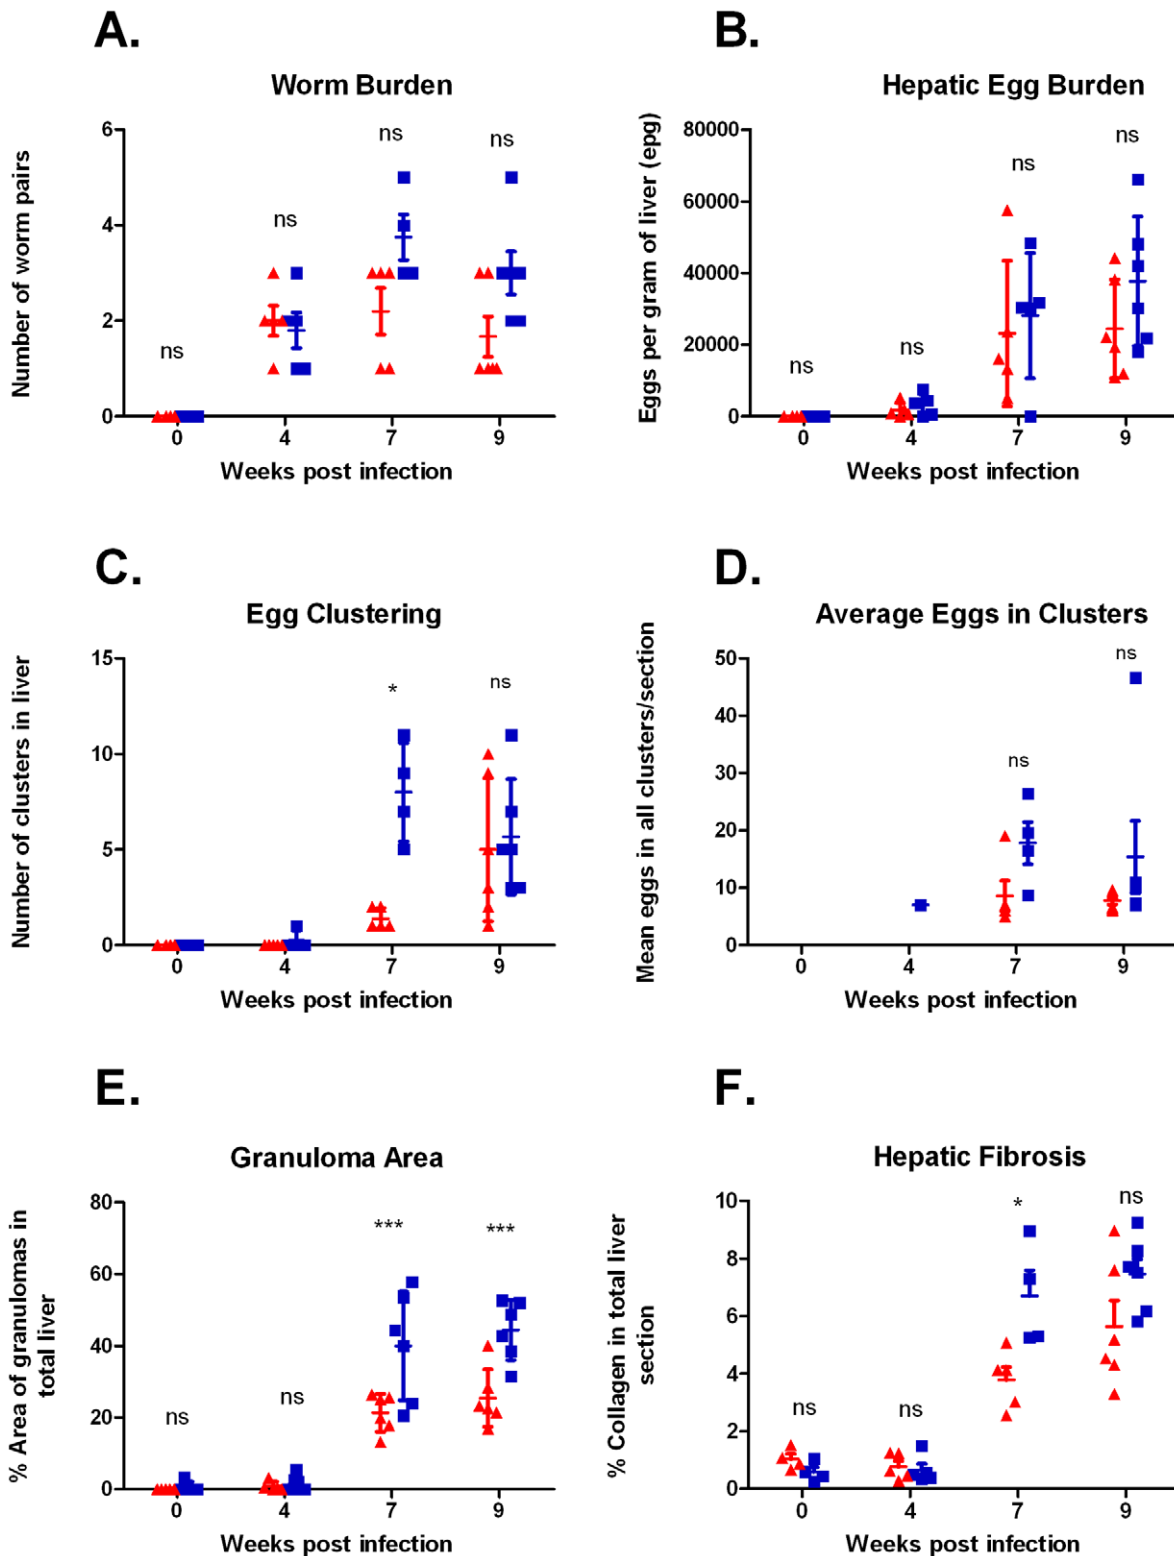 A.
Worm Burden
Number of worm pairs
6
4
2
0
ns
ns
ns
ns
0 4 7 9
Weeks post infection
B.
Hepatic Egg Burden
Eggs per gram of liver (epg)
80000
60000
40000
20000
0
ns
ns
ns
ns
0 4 7 9
Weeks post infection
C.
Egg Clustering
Number of clusters in liver
15
10
5
0
*
ns
0 4 7 9
Weeks post infection
D.
Average Eggs in Clusters
Mean eggs in all clusters/section
50
40
30
20
10
0
ns
ns
0 4 7 9
Weeks post infection
E.
Granuloma Area
% Area of granulomas in
total liver
80
60
40
20
0
ns
ns
***
***
0 4 7 9
Weeks post infection
F.
Hepatic Fibrosis
% Collagen in total liver
section
10
8
6
4
2
0
ns
ns
*
ns
0 4 7 9
Weeks post infection